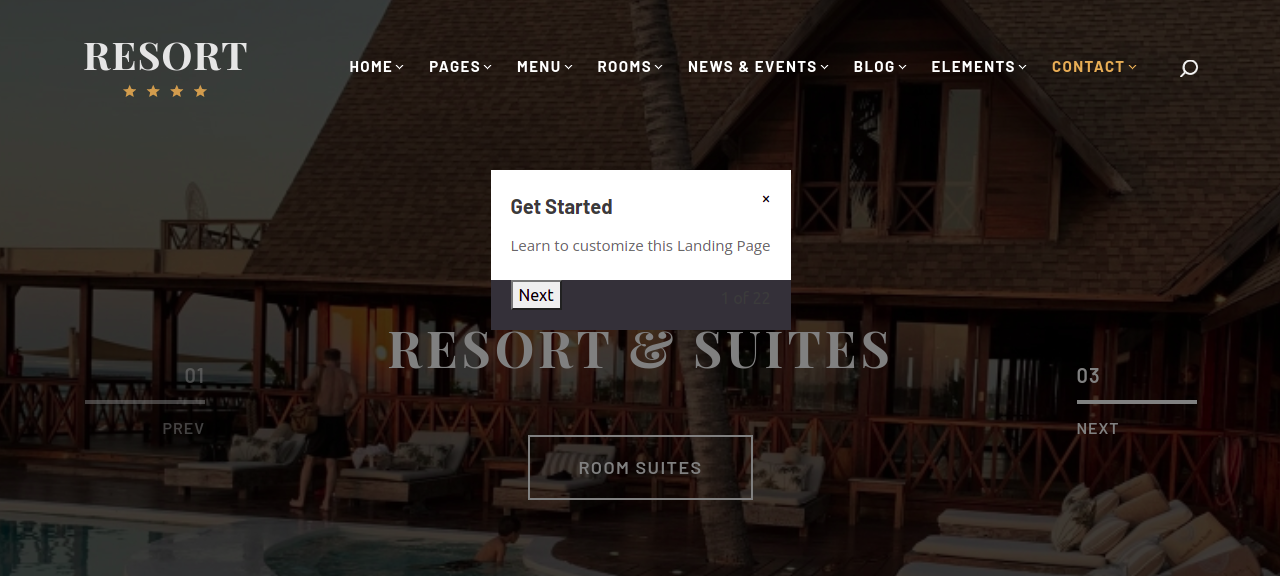 RESORT
HOME PAGES MENU ROOMS NEWS & EVENTS BLOG ELEMENTS CONTACT
Get Started
×
Learn to customize this Landing Page
Next
1 of 22
RESORT & SUITES
01
PREV
03
NEXT
ROOM SUITES